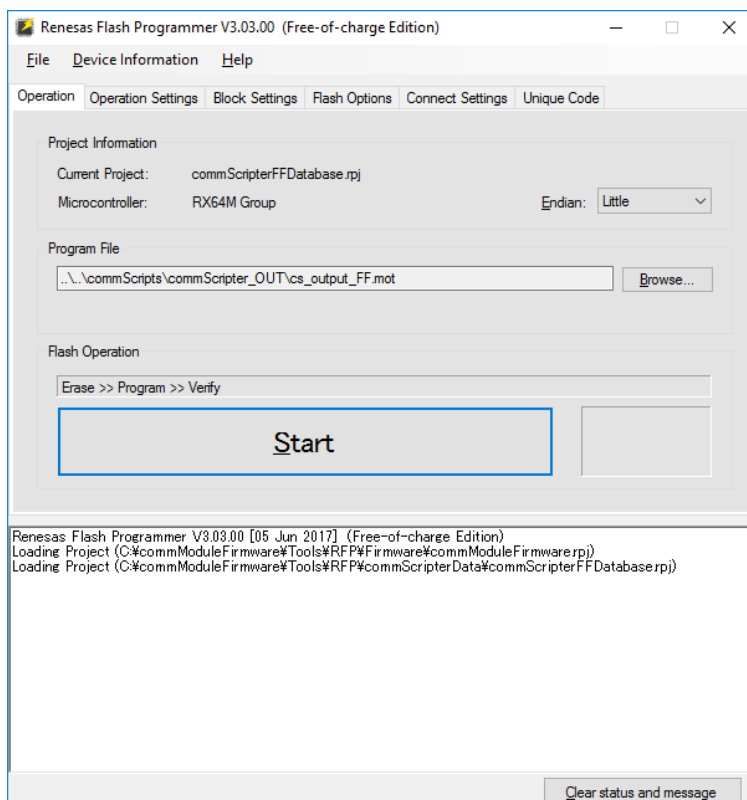 Renesas Flash Programmer V3.03.00 (Free-of-charge Edition)
File Device Information Help
Operation Operation Settings Block Settings Flash Options Connect Settings Unique Code
Project Information
Current Project: commScripterFFDatabase.rpj
Microcontroller: RX64M Group Endian: Little
Program File
..\..\commScripts\commScripter_OUT\cs_output_FF.mot Browse...
Flash Operation
Erase >> Program >> Verify
Start
Renesas Flash Programmer V3.03.00 [05 Jun 2017] (Free-of-charge Edition)
Loading Project (C:¥commModuleFirmware¥Tools¥RFP¥Firmware¥commModuleFirmware.rpj)
Loading Project (C:¥commModuleFirmware¥Tools¥RFP¥commScripterData¥commScripterFFDatabase.rpj)
Clear status and message